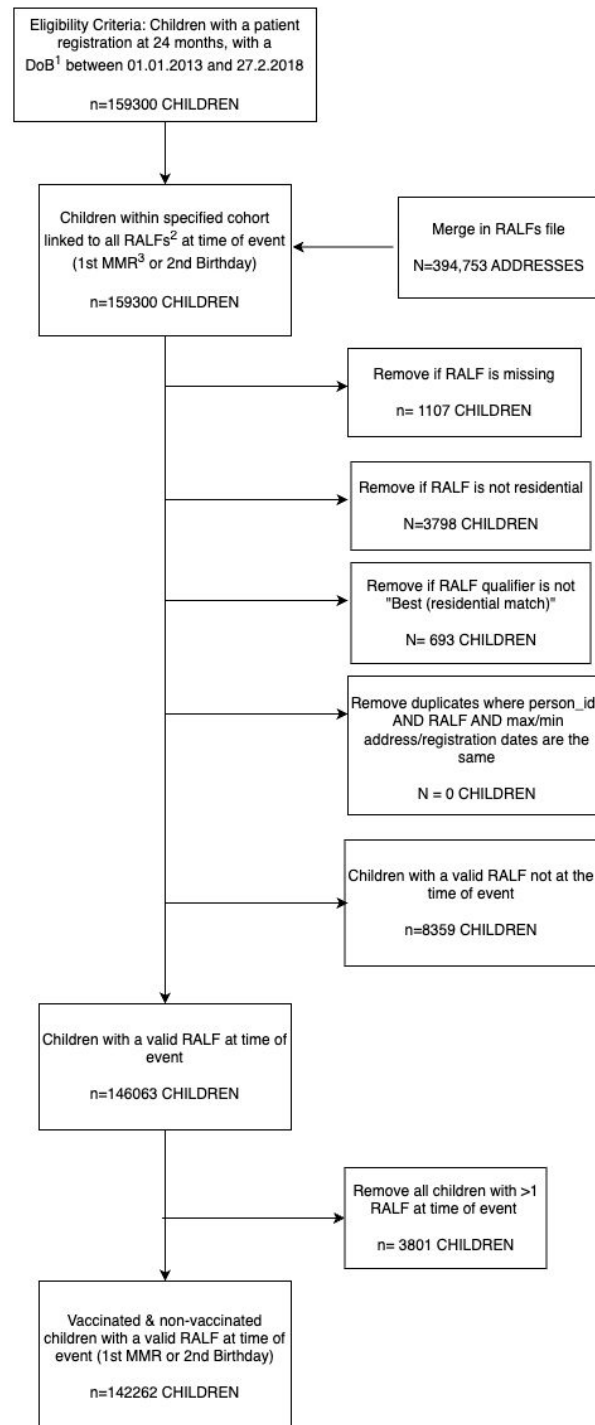 Eligibility Criteria: Children with a patient
registration at 24 months, with a
DoB¹ between 01.01.2013 and 27.2.2018
n=159300 CHILDREN
Children within specified cohort
linked to all RALFs² at time of event
(1st MMR³ or 2nd Birthday)
n=159300 CHILDREN
Merge in RALFs file
N=394,753 ADDRESSES
Remove if RALF is missing
n= 1107 CHILDREN
Remove if RALF is not residential
N=3798 CHILDREN
Remove if RALF qualifier is not
"Best (residential match)"
N= 693 CHILDREN
Remove duplicates where person_id
AND RALF AND max/min
address/registration dates are the
same
N = 0 CHILDREN
Children with a valid RALF not at the
time of event
n=8359 CHILDREN
Children with a valid RALF at time of
event
n=146063 CHILDREN
Remove all children with >1
RALF at time of event
n= 3801 CHILDREN
Vaccinated & non-vaccinated
children with a valid RALF at time of
event (1st MMR or 2nd Birthday)
n=142262 CHILDREN